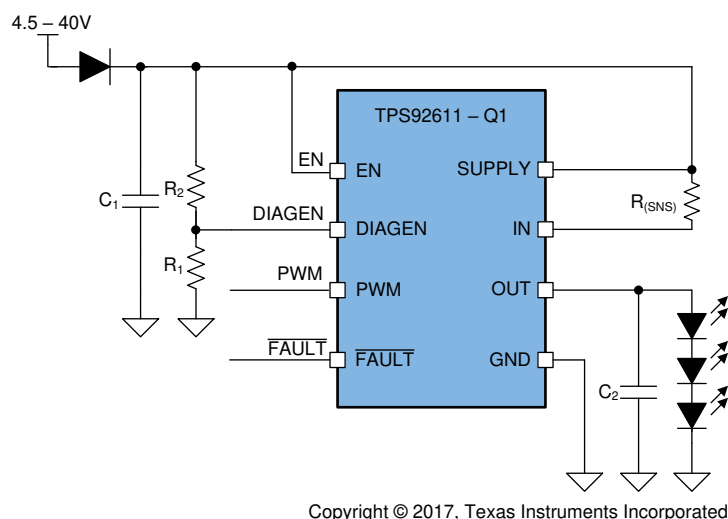 4.5 – 40V
TPS92611 – Q1
EN
EN
SUPPLY
C1
R2
R(SNS)
DIAGEN
DIAGEN
IN
R1
PWM
PWM
OUT
FAULT
FAULT
GND
C2
Copyright © 2017, Texas Instruments Incorporated